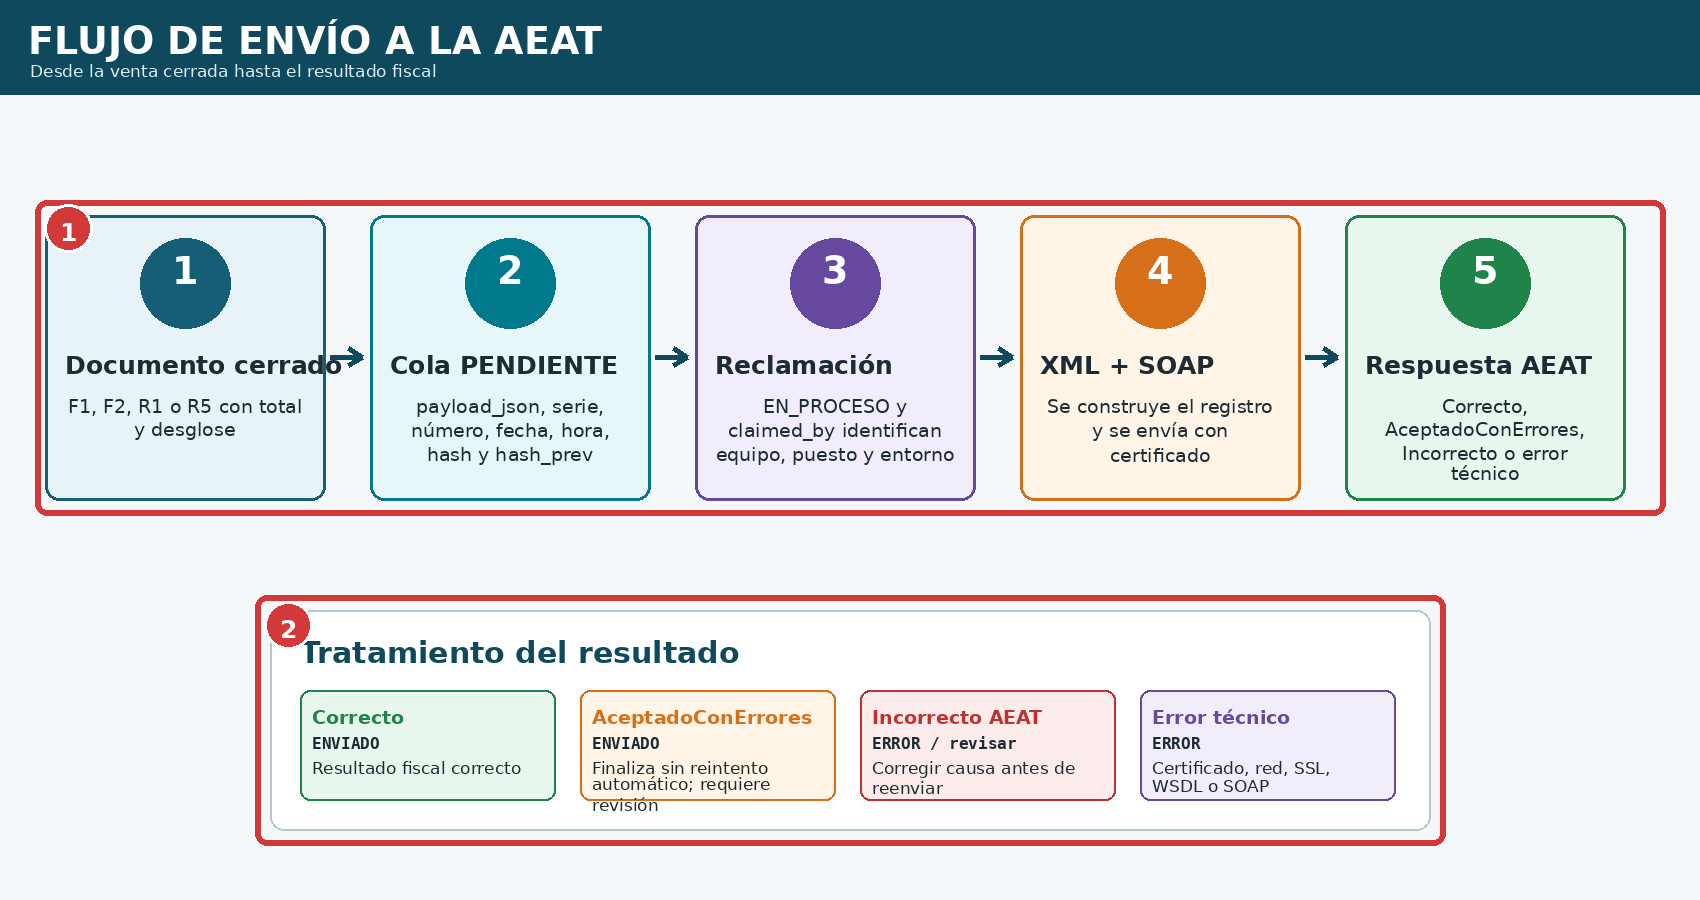 FLUJO DE ENVÍO A LA AEAT
Desde la venta cerrada hasta el resultado fiscal
1
1
Documento cerrado
F1, F2, R1 o R5 con total
y desglose
2
Cola PENDIENTE
payload_json, serie,
número, fecha, hora,
hash y hash_prev
3
Reclamación
EN_PROCESO y
claimed_by identifican
equipo, puesto y entorno
4
XML + SOAP
Se construye el registro
y se envía con
certificado
5
Respuesta AEAT
Correcto,
AceptadoConErrores,
Incorrecto o error
técnico
2
Tratamiento del resultado
Correcto
ENVIADO
Resultado fiscal correcto
AceptadoConErrores
ENVIADO
Finaliza sin reintento
automático; requiere
revisión
Incorrecto AEAT
ERROR / revisar
Corregir causa antes de
reenviar
Error técnico
ERROR
Certificado, red, SSL,
WSDL o SOAP